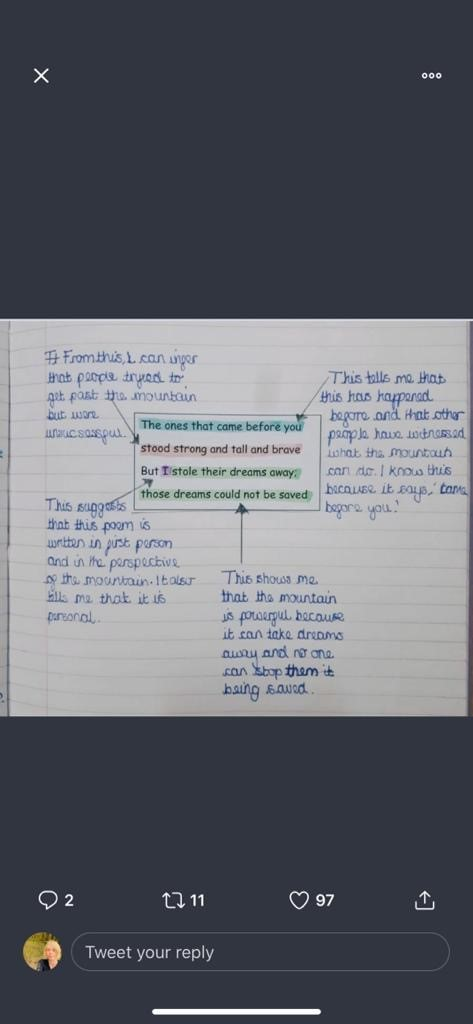 From this, I can infer
that people tryed to
get past the mountain
but were
unsucsessful.
This tells me that
this has happened
before and that other
people have witnessed
what the mountain
can do. I know this
because it says, 'came
before you.'
The ones that came before you
stood strong and tall and brave
But I stole their dreams away;
those dreams could not be saved
This suggests
that this poem is
written in first person
and in the perspective
of the mountain. It also
tells me that it is
personal.
This shows me
that the mountain
is powerful because
it can take dreams
away and no one
can stop them it
being saved.
2
11
97
Tweet your reply